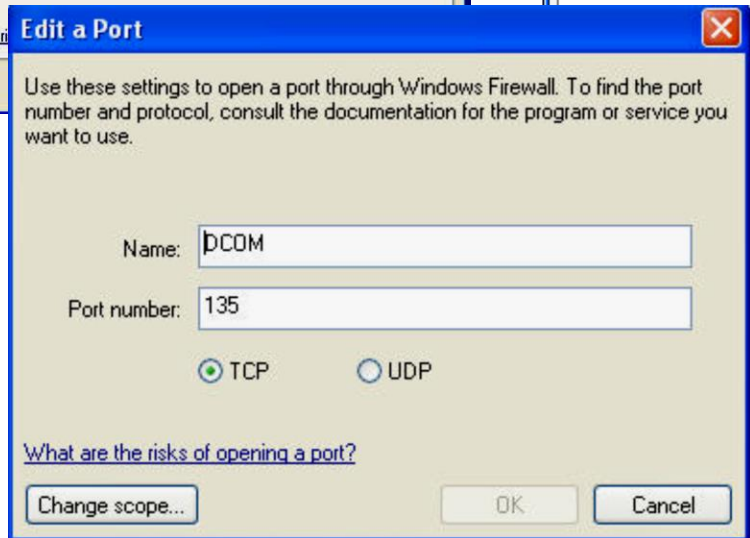 Edit a Port
Use these settings to open a port through Windows Firewall. To find the port
number and protocol, consult the documentation for the program or service you
want to use.
Name: DCOM
Port number: 135
TCP UDP
What are the risks of opening a port?
Change scope... OK Cancel